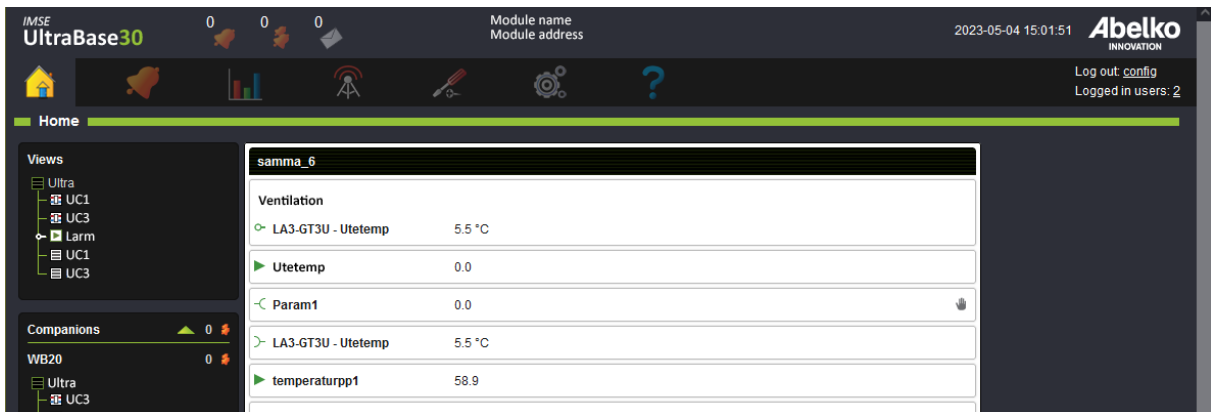 IMSE
UltraBase30
0
0
0
Module name
Module address
2023-05-04 15:01:51
Abelko
INNOVATION
?
Log out: config
Logged in users: 2
Home
Views
Ultra
UC1
UC3
Larm
UC1
UC3
Companions 0
WB20 0
Ultra
UC3
samma_6
Ventilation
LA3-GT3U - Utetemp 5.5 °C
Utetemp 0.0
Param1 0.0
LA3-GT3U - Utetemp 5.5 °C
temperaturpp1 58.9